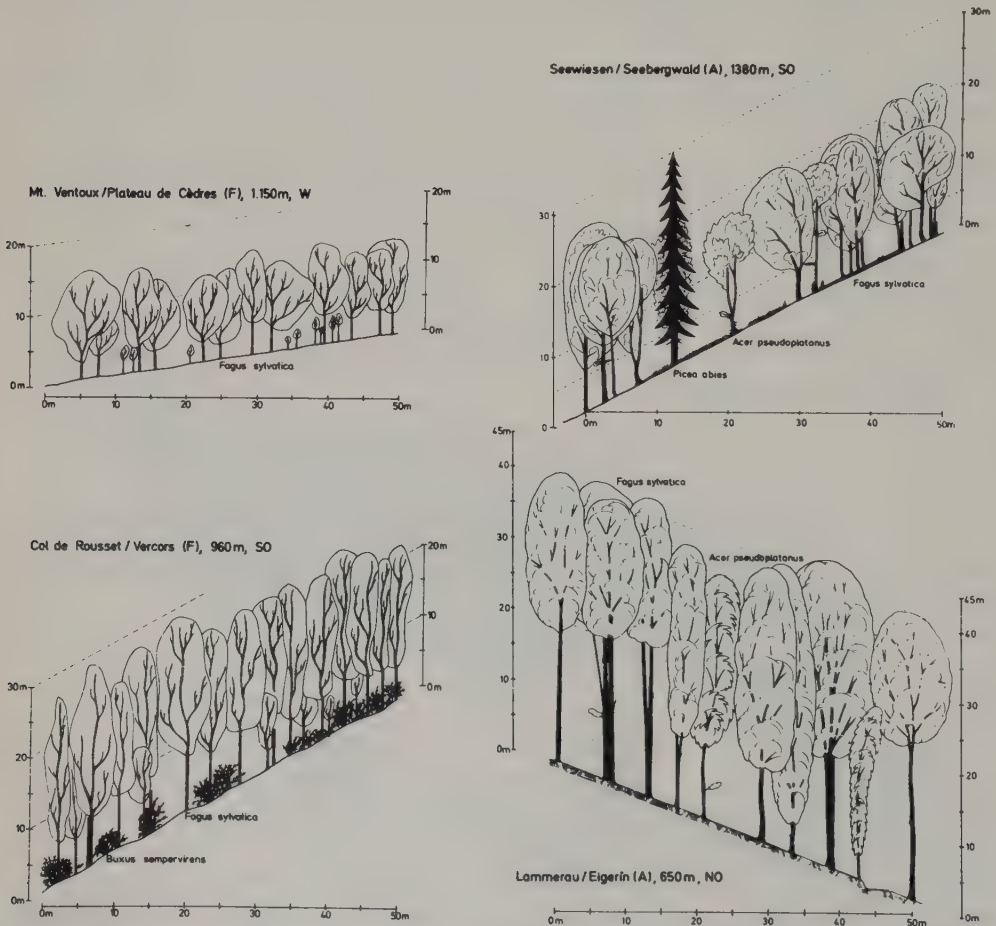 Seewiesen/Seebergwald (A), 1380m, SO
30m
20
10
0m
30
20
10
0
Fagus sylvatica
Acer pseudoplatanus
Picea abies
0m 10 20 30 40 50m
Mt. Ventoux/Plateau de Cèdres (F), 1.150m, W
20m
10
0m
20m
10
0m
Fagus sylvatica
0m 10 20 30 40 50m
Col de Rousset/Vercors (F), 960m, SO
20m
10
0m
30m
20
10
0m
Fagus sylvatica
Buxus sempervirens
0m 10 20 30 40 50m
45m
40
30
20
10
0m
Fagus sylvatica
Acer pseudoplatanus
45m
40
30
20
10
0m
Lammerau/Eigerín (A), 650m, NO
0m 10 20 30 40 50m